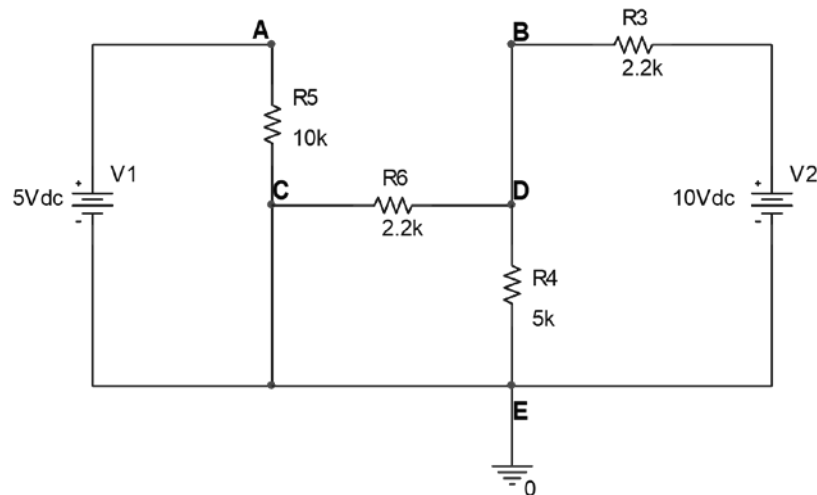 A
B
R3
2.2k
R5
10k
V1
5Vdc
+
-
C
R6
2.2k
D
V2
10Vdc
+
-
R4
5k
E
0